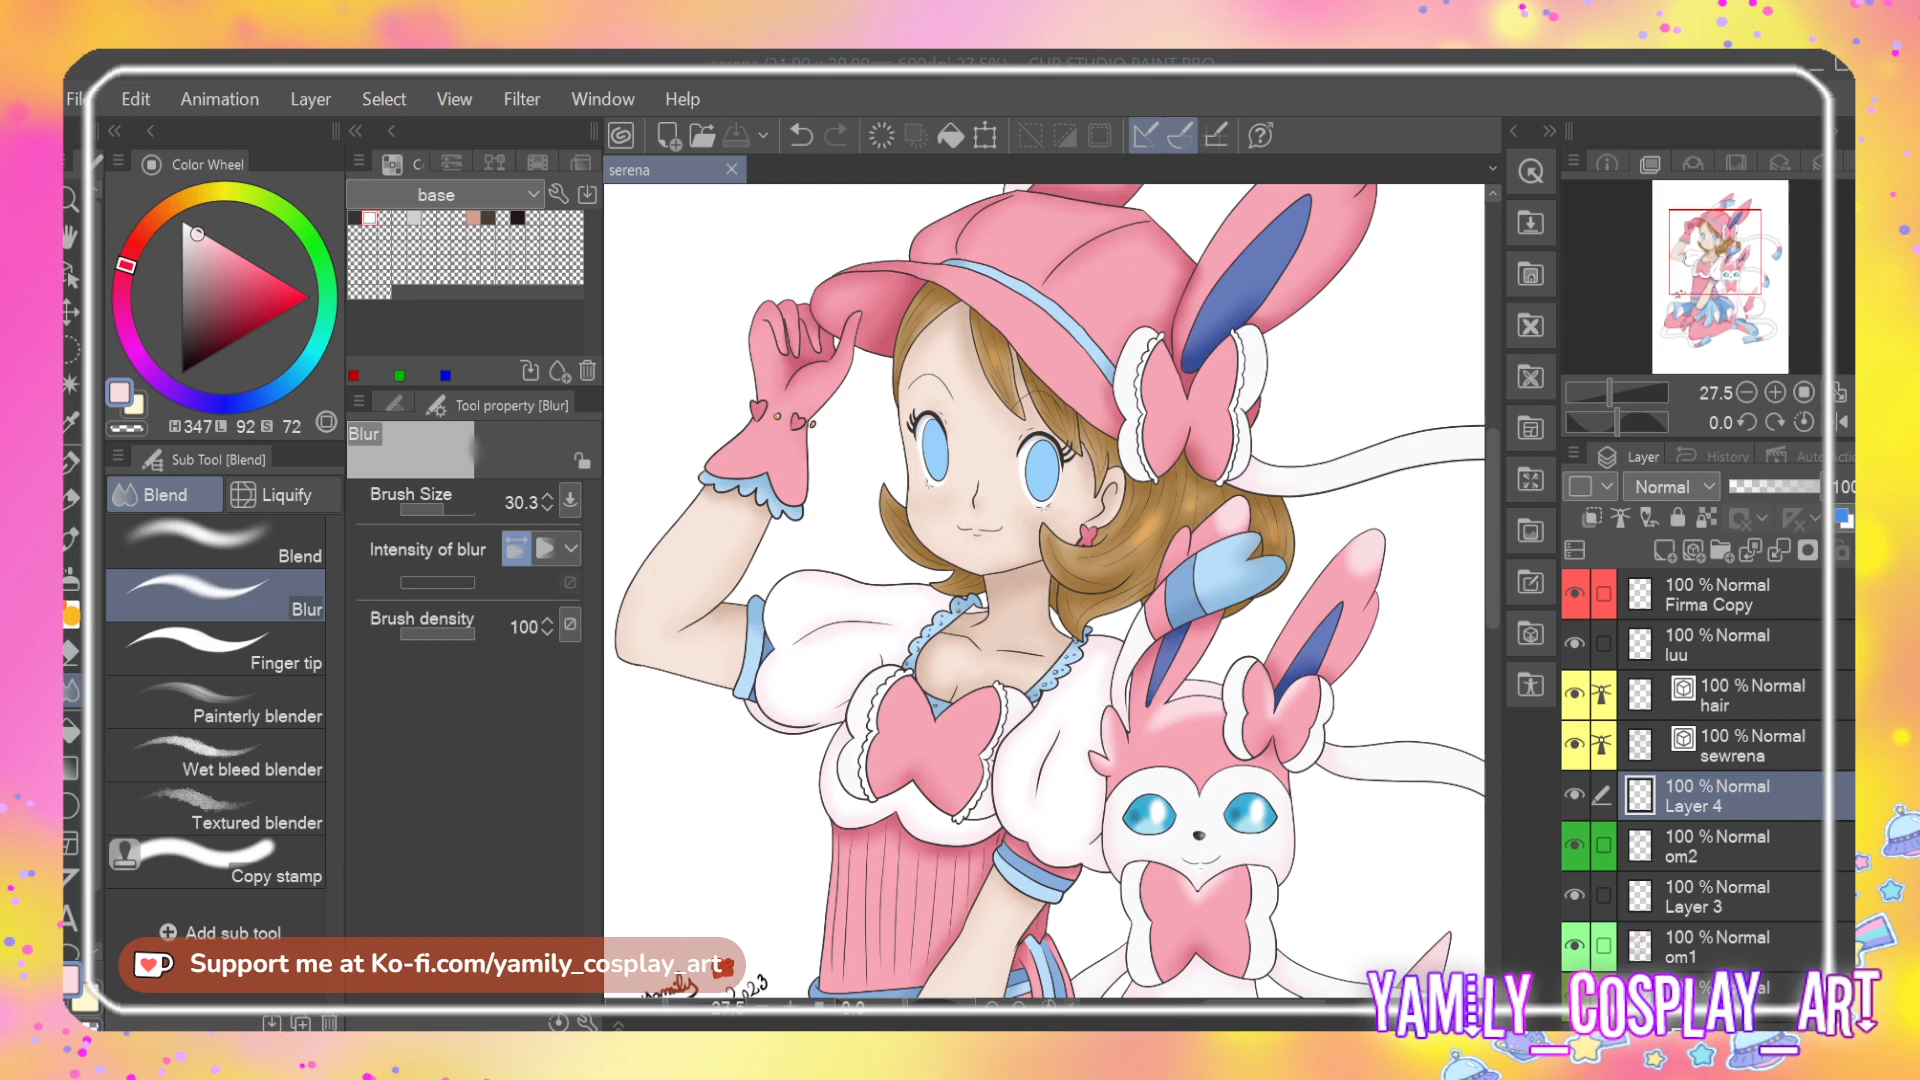 File Edit Animation Layer Select View Filter Window Help
Color Wheel
base
serena
27.5
0.0
H 347 L 92 S 72
Tool property [Blur]
Blur
Brush Size 30.3
Intensity of blur
Brush density 100
Sub Tool [Blend]
Blend Liquify
Blend
Blur
Finger tip
Painterly blender
Wet bleed blender
Textured blender
Copy stamp
Add sub tool
Layer History
Normal 100
100 % Normal
Firma Copy
100 % Normal
luu
100 % Normal
hair
100 % Normal
sewrena
100 % Normal
Layer 4
100 % Normal
om2
100 % Normal
Layer 3
100 % Normal
om1
Support me at Ko-fi.com/yamily_cosplay_art
Yamily 2023
YAMILY_COSPLAY_ART